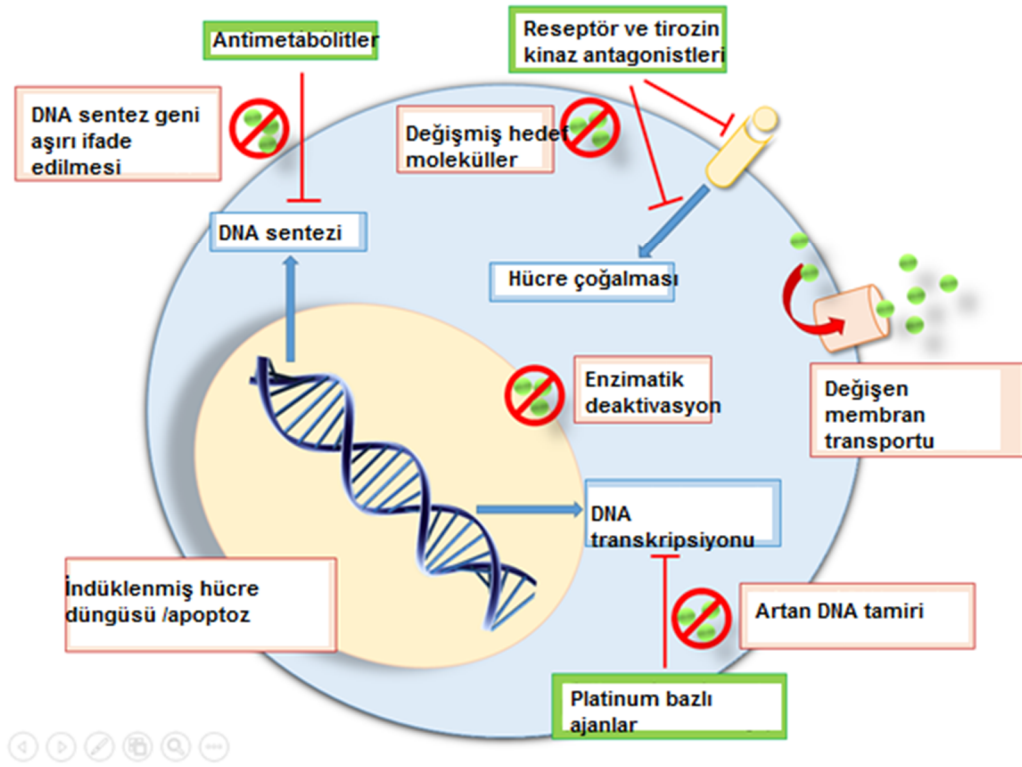 Antimetabolitler
Reseptör ve tirozin
kinaz antagonistleri
DNA sentez geni
aşırı ifade
edilmesi
Değişmiş hedef
moleküller
DNA sentezi
Hücre çoğalması
Enzimatik
deaktivasyon
Değişen
membran
transportu
DNA
transkripsiyonu
İndüklenmiş hücre
düngüsü /apoptoz
Artan DNA tamiri
Platinum bazlı
ajanlar